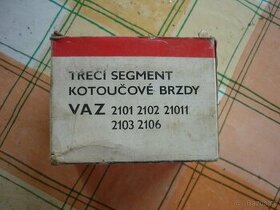 TŘECÍ SEGMENT
KOTOUČOVÉ BRZDY
VAZ 2101 2102 21011
2103 2106